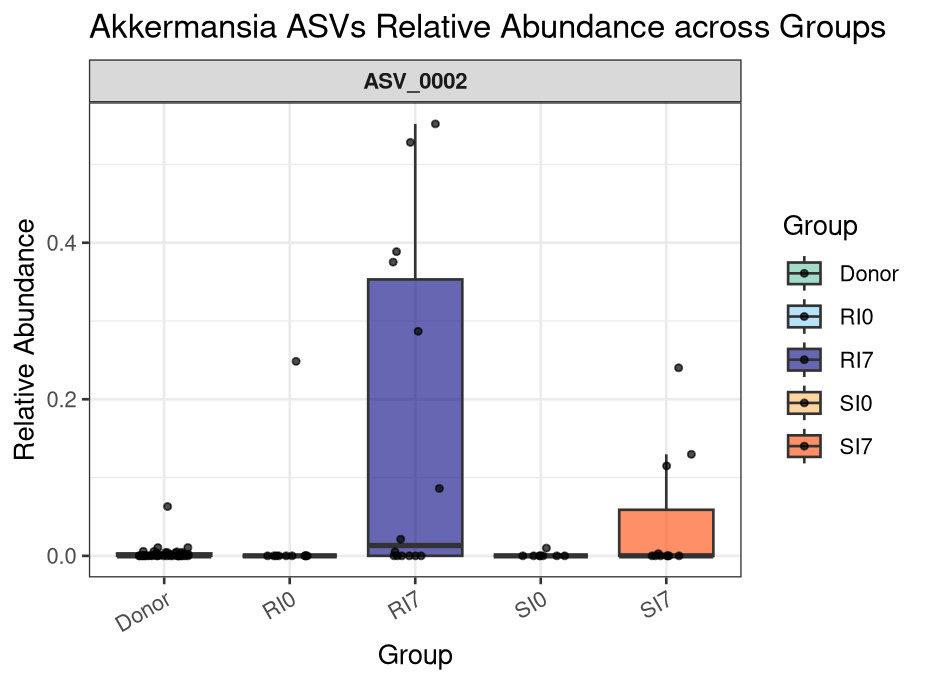 Akkermansia ASVs Relative Abundance across Groups
ASV_0002
Relative Abundance
0.4
0.2
0.0
Donor
RI0
RI7
SI0
SI7
Group
Group
Donor
RI0
RI7
SI0
SI7